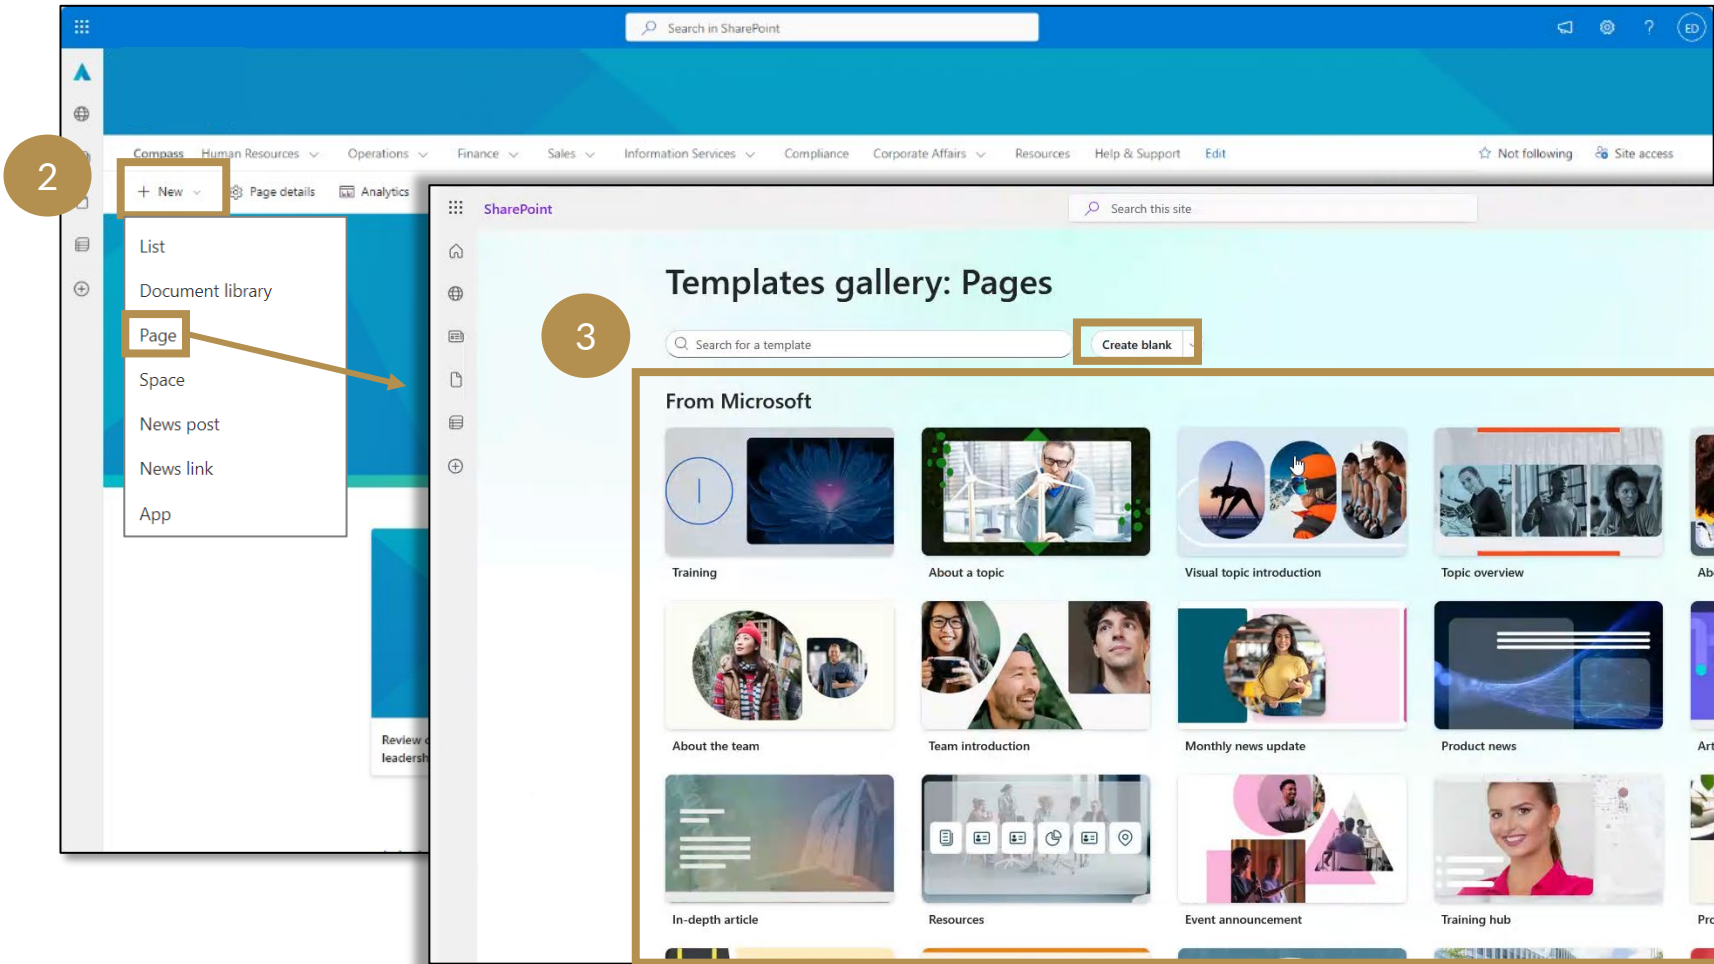 Search in SharePoint
ED
Compass Human Resources Operations Finance Sales Information Services Compliance Corporate Affairs Resources Help & Support Edit Not following Site access
2
+ New Page details Analytics
List
Document library
Page
Space
News post
News link
App
Review
SharePoint
Search this site
Templates gallery: Pages
3
Search for a template
Create blank
From Microsoft
Training About a topic Visual topic introduction Topic overview
About the team Team introduction Monthly news update Product news
In-depth article Resources Event announcement Training hub